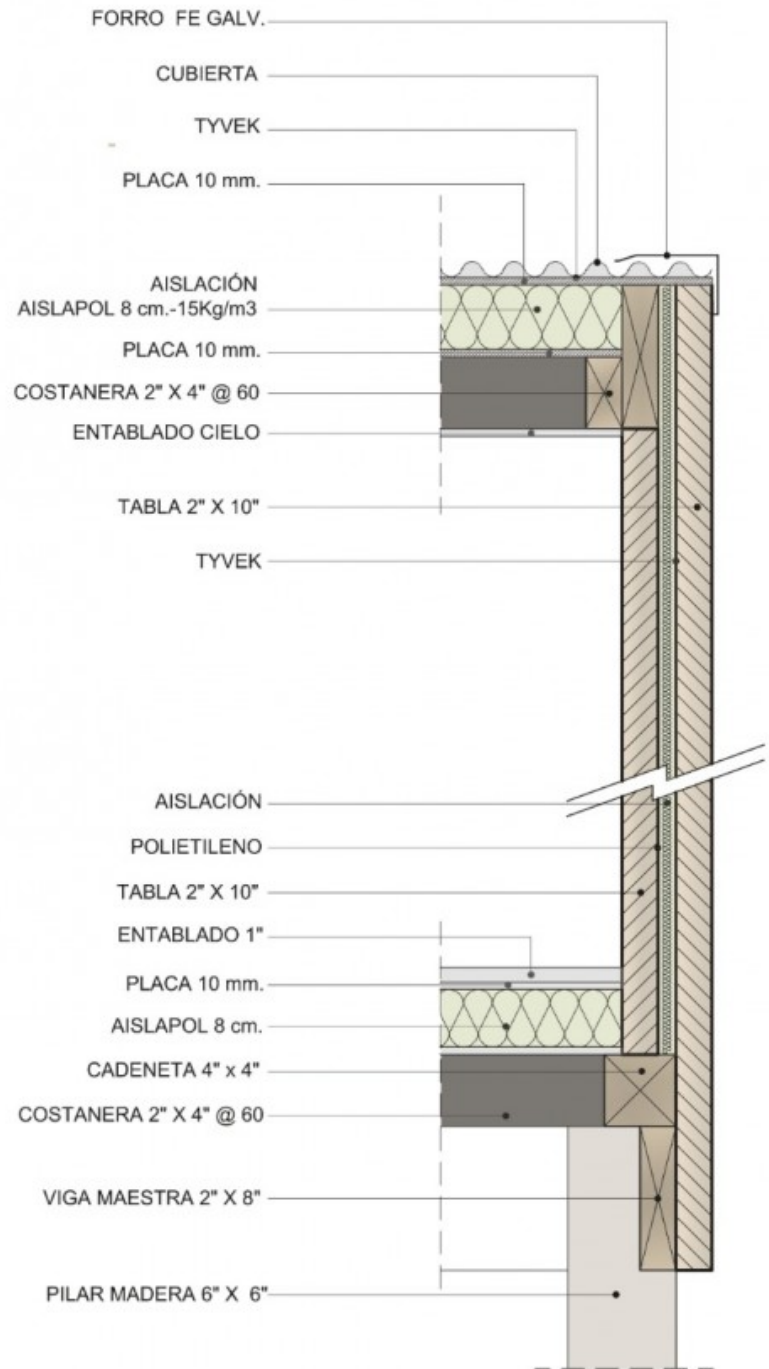 FORRO FE GALV.
CUBIERTA
TYVEK
PLACA 10 mm.
AISLACIÓN
AISLAPOL 8 cm.-15Kg/m3
PLACA 10 mm.
COSTANERA 2" X 4" @ 60
ENTABLADO CIELO
TABLA 2" X 10"
TYVEK
AISLACIÓN
POLIETILENO
TABLA 2" X 10"
ENTABLADO 1"
PLACA 10 mm.
AISLAPOL 8 cm.
CADENETA 4" x 4"
COSTANERA 2" X 4" @ 60
VIGA MAESTRA 2" X 8"
PILAR MADERA 6" X 6"